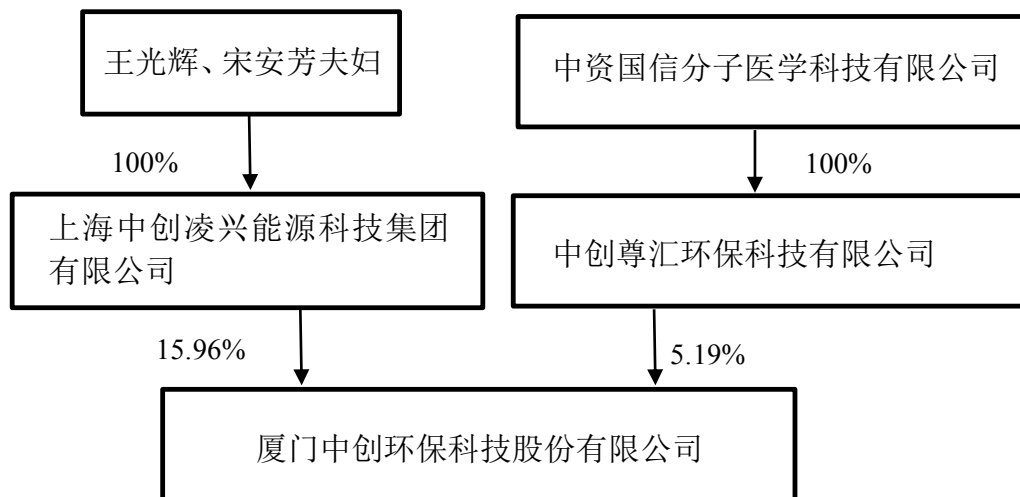 王光辉、宋安芳夫妇
中资国信分子医学科技有限公司
100%
100%
上海中创凌兴能源科技集团
有限公司
中创尊汇环保科技有限公司
15.96%
5.19%
厦门中创环保科技股份有限公司